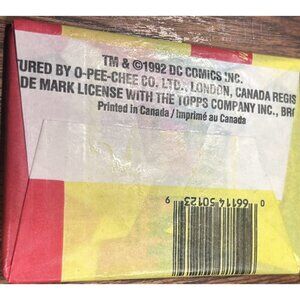 TM & ©1992 DC COMICS INC.
TURED BY O-PEE-CHEE CO. LTD., LONDON, CANADA REGIS
DE MARK LICENSE WITH THE TOPPS COMPANY INC., BR
Printed in Canada / Imprimé au Canada
0 66114 50123 9